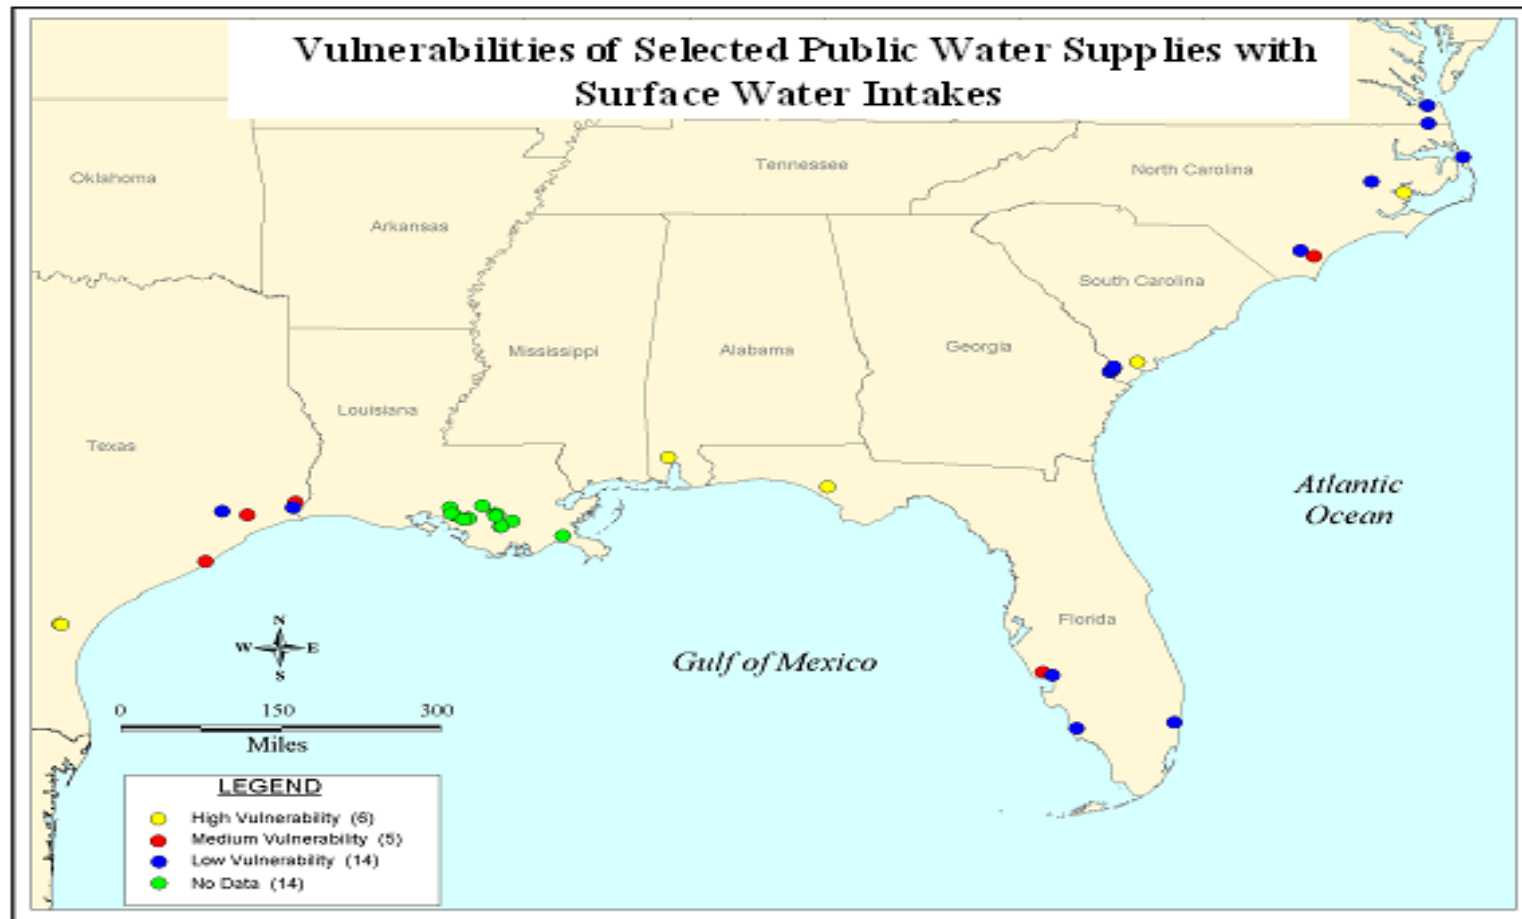 Vulnerabilities of Selected Public Water Supplies with
Surface Water Intakes
Oklahoma
Tennessee
North Carolina
Arkansas
South Carolina
Mississippi
Alabama
Georgia
Louisiana
Texas
Atlantic
Ocean
Florida
Gulf of Mexico
N
W E
S
0 150 300
Miles
LEGEND
High Vulnerability (6)
Medium Vulnerability (5)
Low Vulnerability (14)
No Data (14)